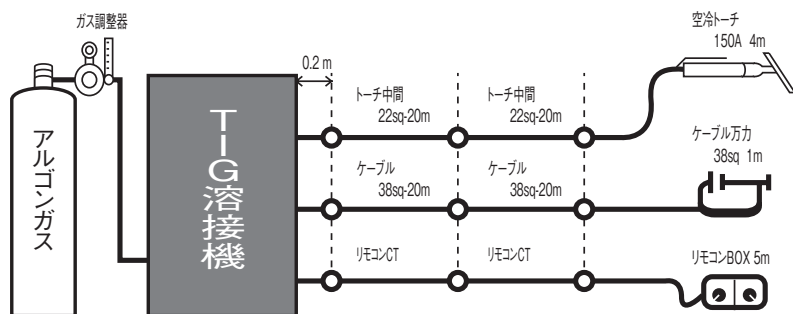 ガス調整器
アルゴンガス
TIG溶接機
0.2 m
トーチ中間
22sq-20m
トーチ中間
22sq-20m
空冷トーチ
150A 4m
ケーブル
38sq-20m
ケーブル
38sq-20m
ケーブル万力
38sq 1m
リモコンCT
リモコンCT
リモコンBOX 5m